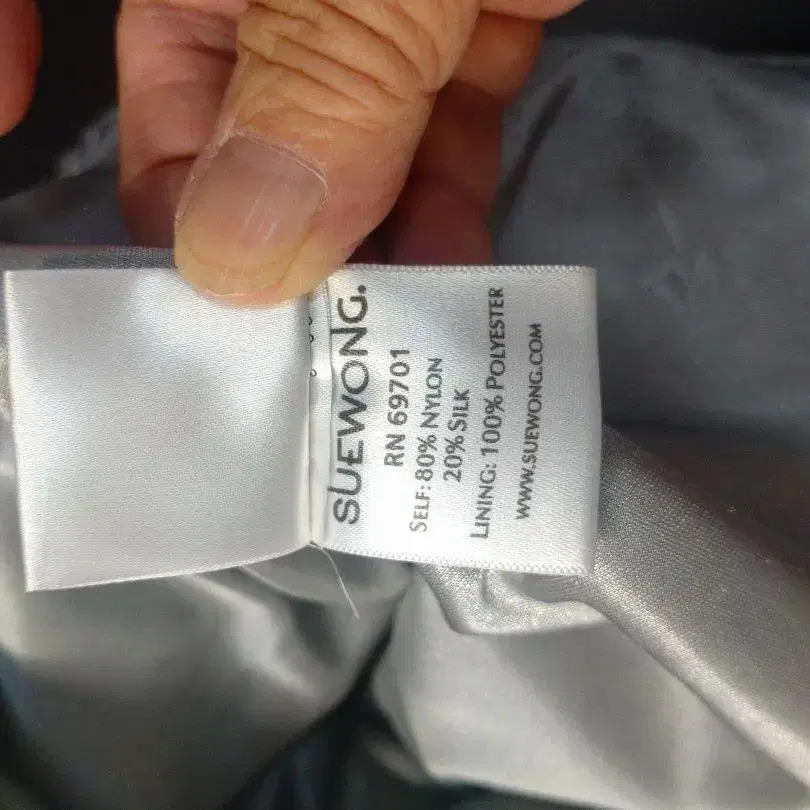 SUEWONG.
RN 69701
SELF: 80% NYLON
20% SILK
LINING: 100% POLYESTER
WWW.SUEWONG.COM